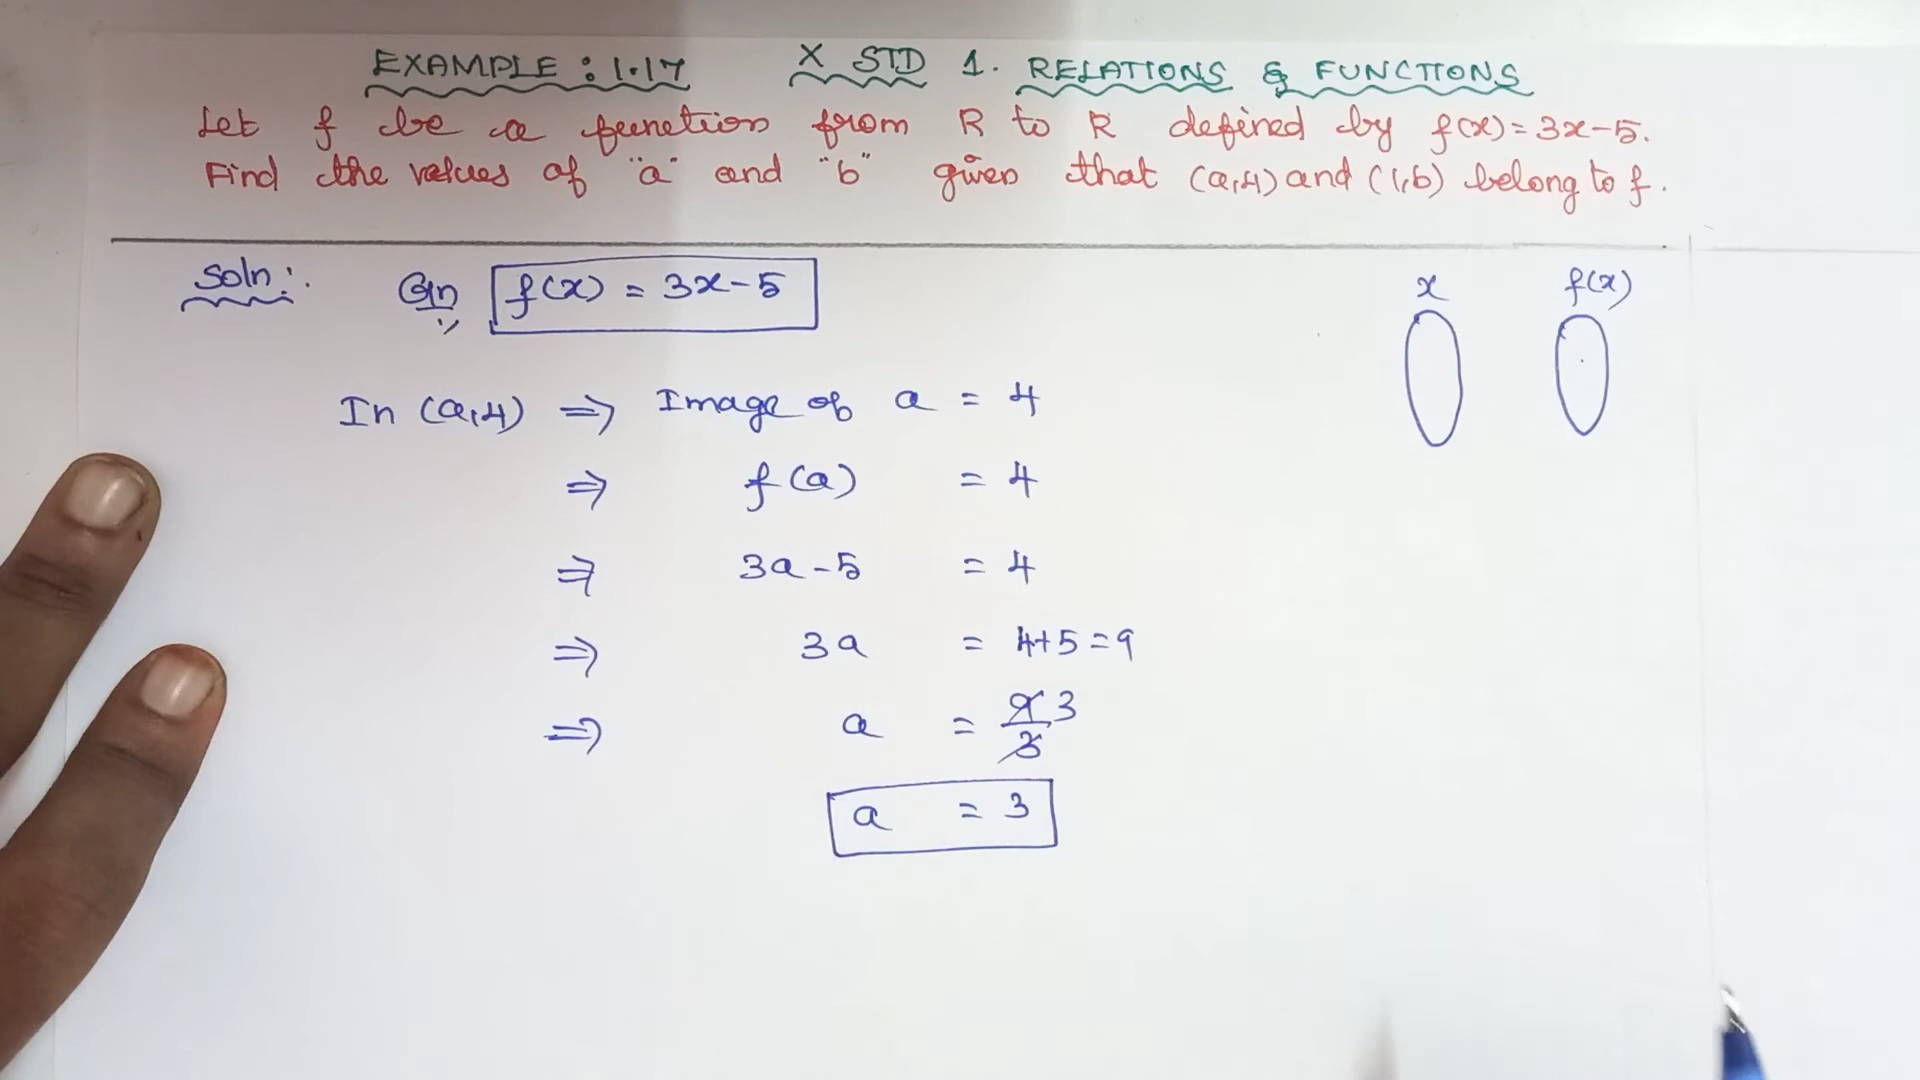 EXAMPLE : 1.17 X STD 1. RELATIONS & FUNCTIONS
Let f be a function from R to R defined by f(x) = 3x-5.
Find the values of "a" and "b" given that (a,4) and (1,b) belong to f.
Soln:. Gn f(x) = 3x-5
x f(x)
In (a,4) ⇒ Image of a = 4
⇒ f(a) = 4
⇒ 3a-5 = 4
⇒ 3a = 4+5 = 9
⇒ a = 9/3 3
a = 3